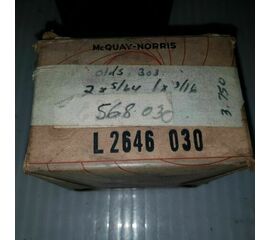 McQUAY-NORRIS
olds. 303.
2 x 5/64 1 x 3/16
568 030
3.750
L 2646 030